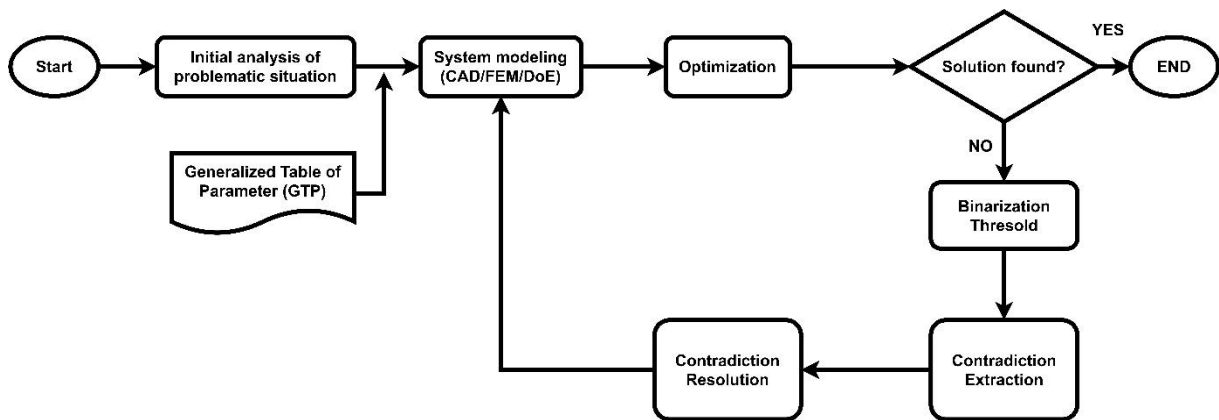 Start
Initial analysis of
problematic situation
System modeling
(CAD/FEM/DoE)
Optimization
Solution found?
YES
END
Generalized Table of
Parameter (GTP)
NO
Binarization
Thresold
Contradiction
Resolution
Contradiction
Extraction